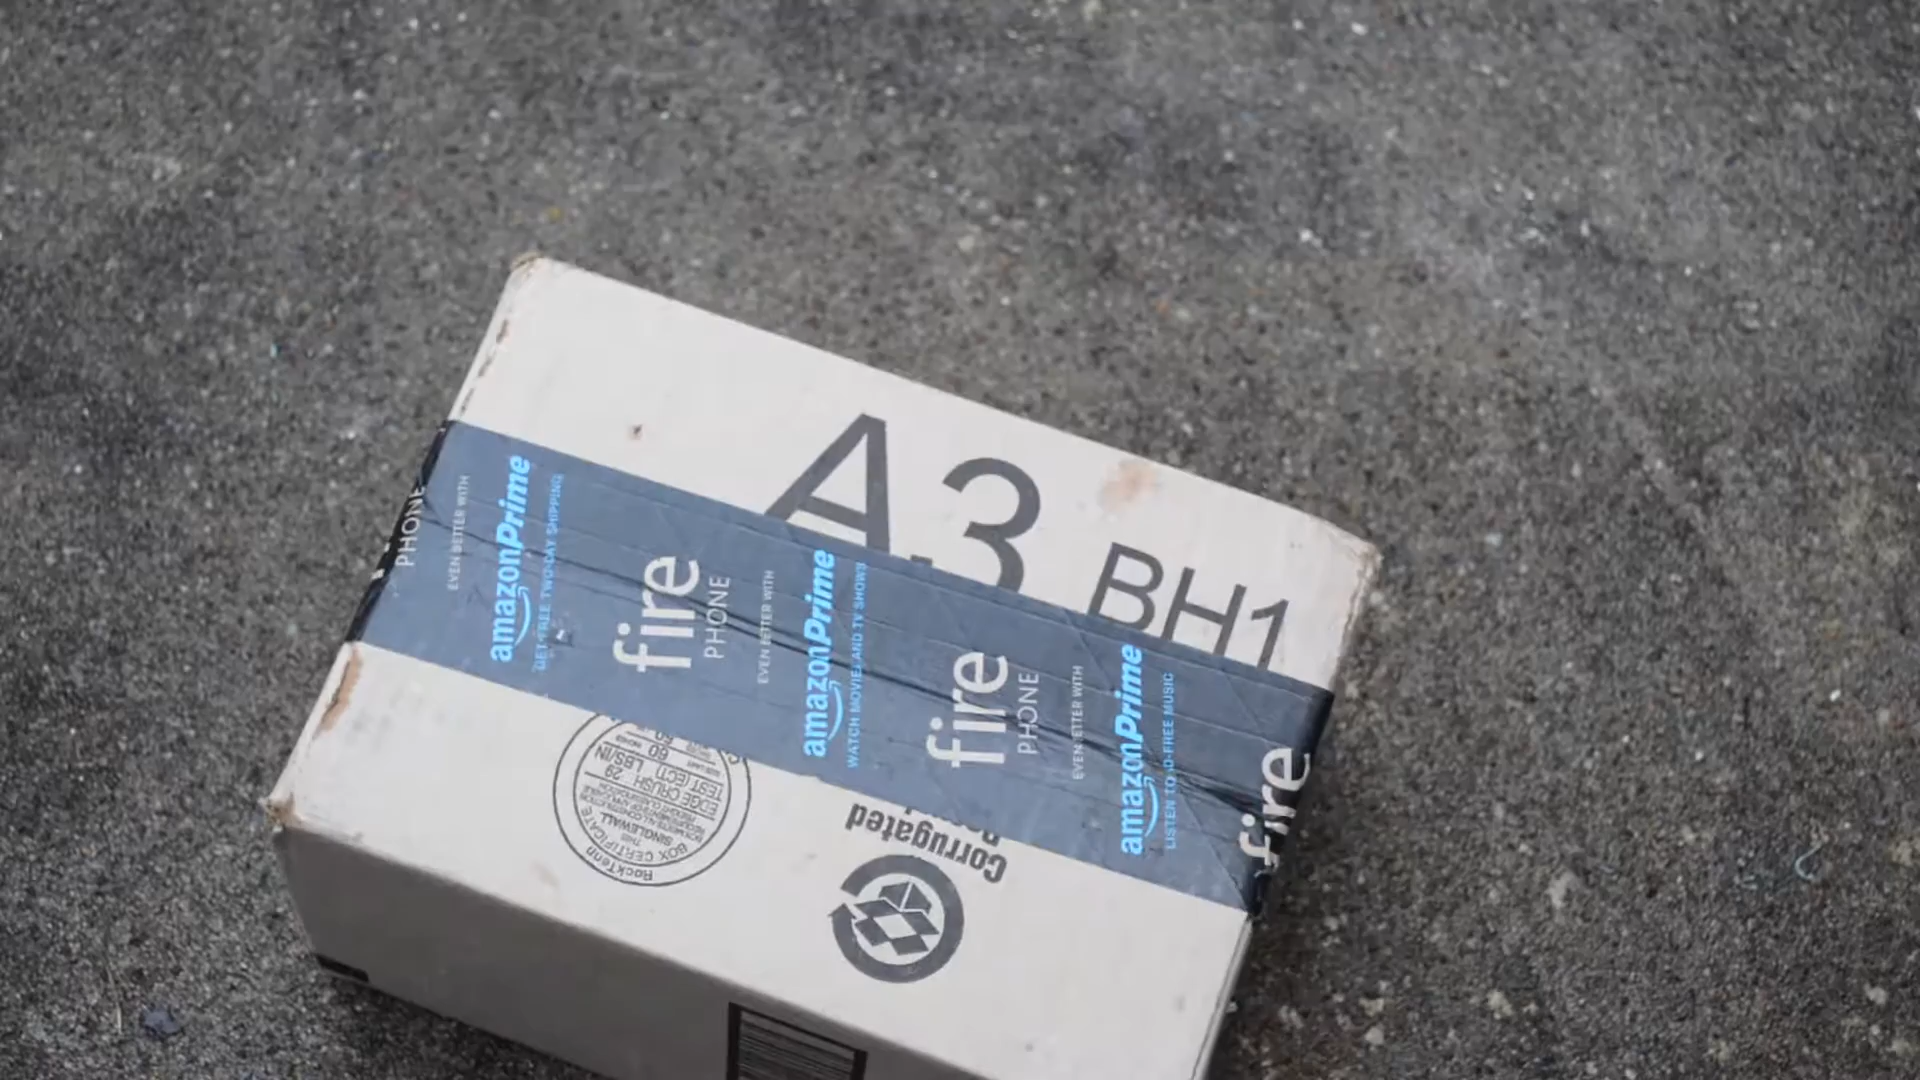 A3 BH1
PHONE
EVEN BETTER WITH
amazonPrime
GET FREE TWO-DAY SHIPPING
fire
PHONE
EVEN BETTER WITH
amazonPrime
WATCH MOVIES AND TV SHOWS
fire
PHONE
EVEN BETTER WITH
amazonPrime
LISTEN TO AD-FREE MUSIC
fire
Corrugated
RockTenn
BOX CERTIFICATE
THIS
SINGLEWALL
EDGE CRUSH 29
TEST (ECT) LBS/IN
60